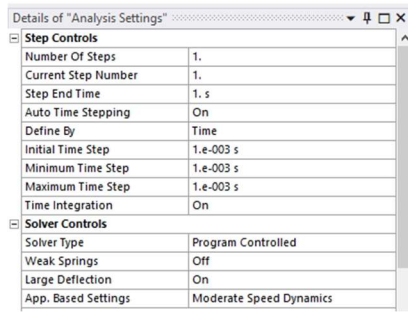 Details of "Analysis Settings"
Step Controls
Number Of Steps 1.
Current Step Number 1.
Step End Time 1. s
Auto Time Stepping On
Define By Time
Initial Time Step 1.e-003 s
Minimum Time Step 1.e-003 s
Maximum Time Step 1.e-003 s
Time Integration On
Solver Controls
Solver Type Program Controlled
Weak Springs Off
Large Deflection On
App. Based Settings Moderate Speed Dynamics